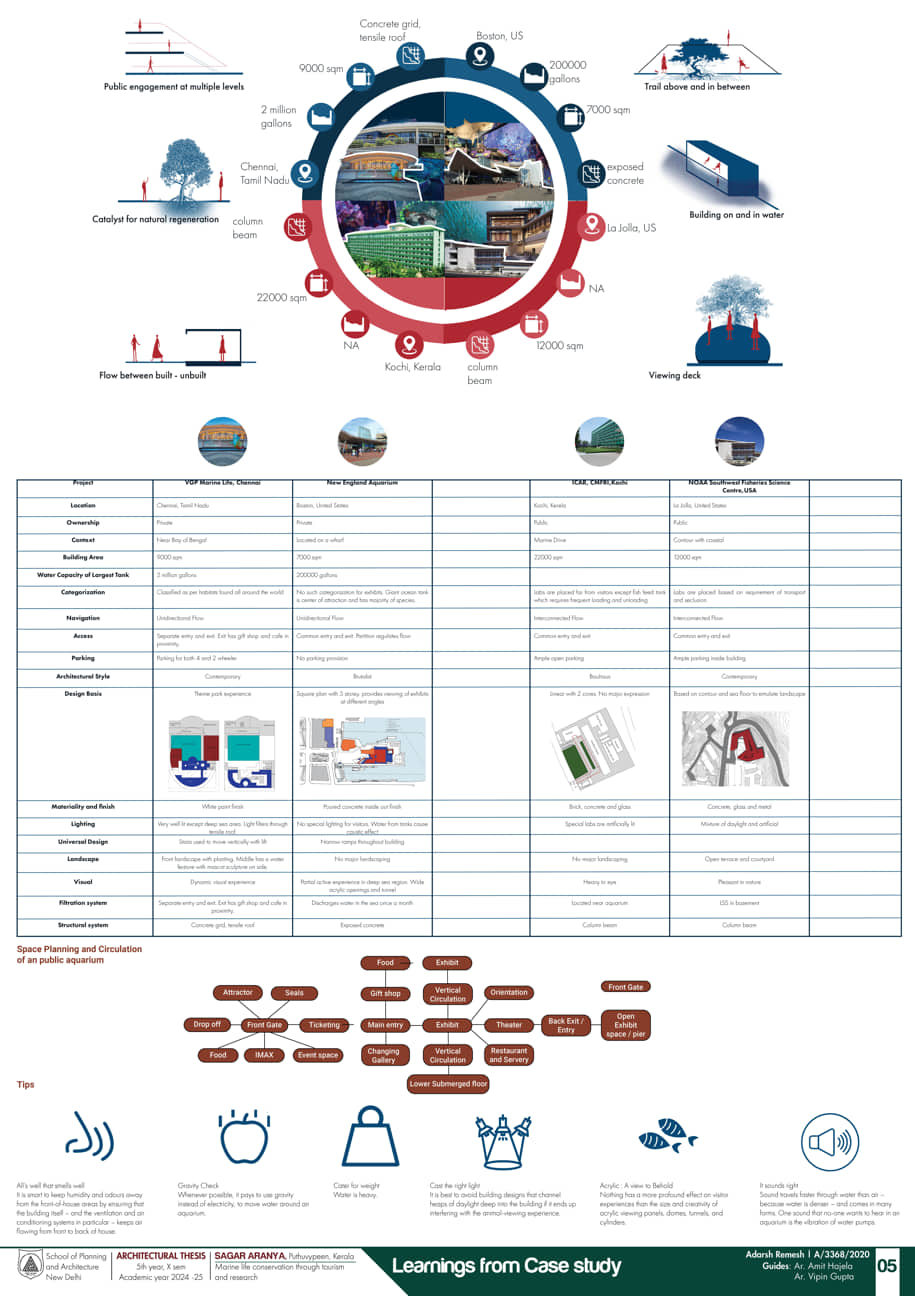 Concrete grid,
tensile roof
Boston, US
9000 sqm
200000
gallons
Public engagement at multiple levels
Trail above and in between
2 million
gallons
7000 sqm
Chennai,
Tamil Nadu
exposed
concrete
Catalyst for natural regeneration
Building on and in water
column
beam
La Jolla, US
22000 sqm
NA
NA
12000 sqm
Kochi, Kerala
column
beam
Flow between built - unbuilt
Viewing deck
Project
VGP Marine Life, Chennai
New England Aquarium
ICAR, CMFRI,Kochi
NOAA Southwest Fisheries Science
Centre,USA
Location
Chennai, Tamil Nadu
Boston, United States
Kochi, Kerela
La Jolla, United States
Ownership
Private
Private
Public
Public
Context
Near Bay of Bengal
Located on a wharf
Marine Drive
Contour with coastal
Building Area
9000 sqm
7000 sqm
22000 sqm
12000 sqm
Water Capacity of Largest Tank
2 million gallons
200000 gallons
Categorization
Classified as per habitats found all around the world
No such categorization for exhibits. Giant ocean tank
is center of attraction and has majority of species.
Labs are placed far from visitors except fish feed tank
which requires frequent loading and unloading
Labs are placed based on requirement of transport
and seclusion.
Navigation
Unidirectional Flow
Unidirectional Flow
Interconnected Flow
Interconnected Flow
Access
Separate entry and exit. Exit has gift shop and cafe in
proximity.
Common entry and exit. Partition regulates flow
Common entry and exit
Common entry and exit
Parking
Parking for both 4 and 2 wheeler
No parking provision
Ample open parking
Ample parking inside building
Architectural Style
Contemporary
Brutalist
Bauhaus
Contemporary
Design Basis
Theme park experience
Square plan with 5 storey. provides viewing of exhibits
at different angles
Linear with 2 cores. No major expression
Based on contour and sea floor to emulate landscape
Materiality and finish
White paint finish
Poured concrete inside out finish
Brick, concrete and glass
Concrete, glass and metal
Lighting
Very well lit except deep sea area. Light filters through
tensile roof
No special lighting for visitors. Water from tanks cause
caustic effect
Special labs are artificially lit
Mixture of daylight and artificial
Universal Design
Stairs used to move vertically with lift
Narrow ramps throughout building
Landscape
Front landscape with planting. Middle has a water
feature with mascot sculpture on side.
No major landscaping
No major landscaping
Open terrace and courtyard
Visual
Dynamic visual experience
Partial active experience in deep sea region. Wide
acrylic openings and tunnel
Heavy to eye
Pleasant in nature
Filtration system
Separate entry and exit. Exit has gift shop and cafe in
proximity.
Discharges water in the sea once a month
Located near aquarium
LSS in basement
Structural system
Concrete grid, tensile roof
Exposed concrete
Column beam
Column beam
Space Planning and Circulation
of an public aquarium
Food
Exhibit
Attractor
Seals
Gift shop
Vertical
Circulation
Orientation
Front Gate
Drop off
Front Gate
Ticketing
Main entry
Exhibit
Theater
Back Exit /
Entry
Open
Exhibit
space / pier
Food
IMAX
Event space
Changing
Gallery
Vertical
Circulation
Restaurant
and Servery
Lower Submerged floor
Tips
All's well that smells well
It is smart to keep humidity and odours away
from the front-of-house areas by ensuring that
the building itself – and the ventilation and air
conditioning systems in particular – keeps air
flowing from front to back of house.
Gravity Check
Whenever possible, it pays to use gravity
instead of electricity, to move water around an
aquarium.
Cater for weight
Water is heavy.
Cast the right light
It is best to avoid building designs that channel
heaps of daylight deep into the building if it ends up
interfering with the animal-viewing experience.
Acrylic : A view to Behold
Nothing has a more profound effect on visitor
experiences than the size and creativity of
acrylic viewing panels, domes, tunnels, and
cylinders.
It sounds right
Sound travels faster through water than air –
because water is denser – and comes in many
forms. One sound that no-one wants to hear in an
aquarium is the vibration of water pumps.
School of Planning
and Architecture
New Delhi
ARCHITECTURAL THESIS
5th year, X sem
Academic year 2024 -25
SAGAR ARANYA, Puthuvypeen, Kerala
Marine life conservation through tourism
and research
Learnings from Case study
Adarsh Remesh | A/3368/2020
Guides: Ar. Amit Hajela
Ar. Vipin Gupta
05